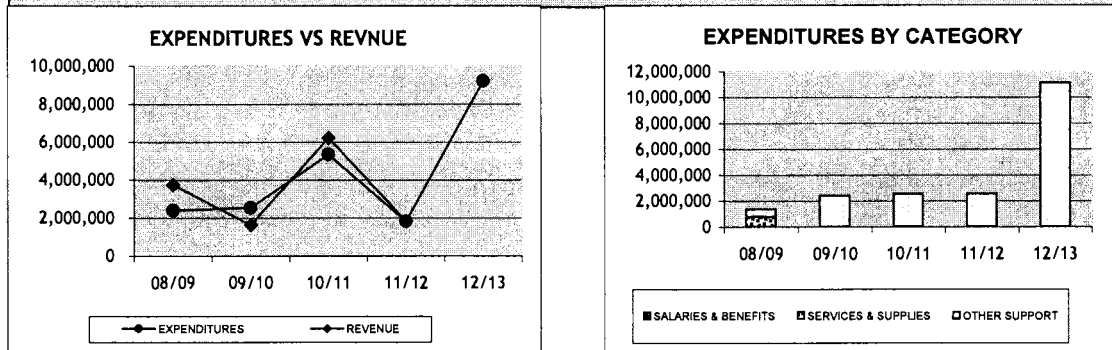 EXPENDITURES VS REVNUE
10,000,000
8,000,000
6,000,000
4,000,000
2,000,000
0
08/09 09/10 10/11 11/12 12/13
EXPENDITURES REVENUE
EXPENDITURES BY CATEGORY
12,000,000
10,000,000
8,000,000
6,000,000
4,000,000
2,000,000
0
08/09 09/10 10/11 11/12 12/13
SALARIES & BENEFITS SERVICES & SUPPLIES OTHER SUPPORT